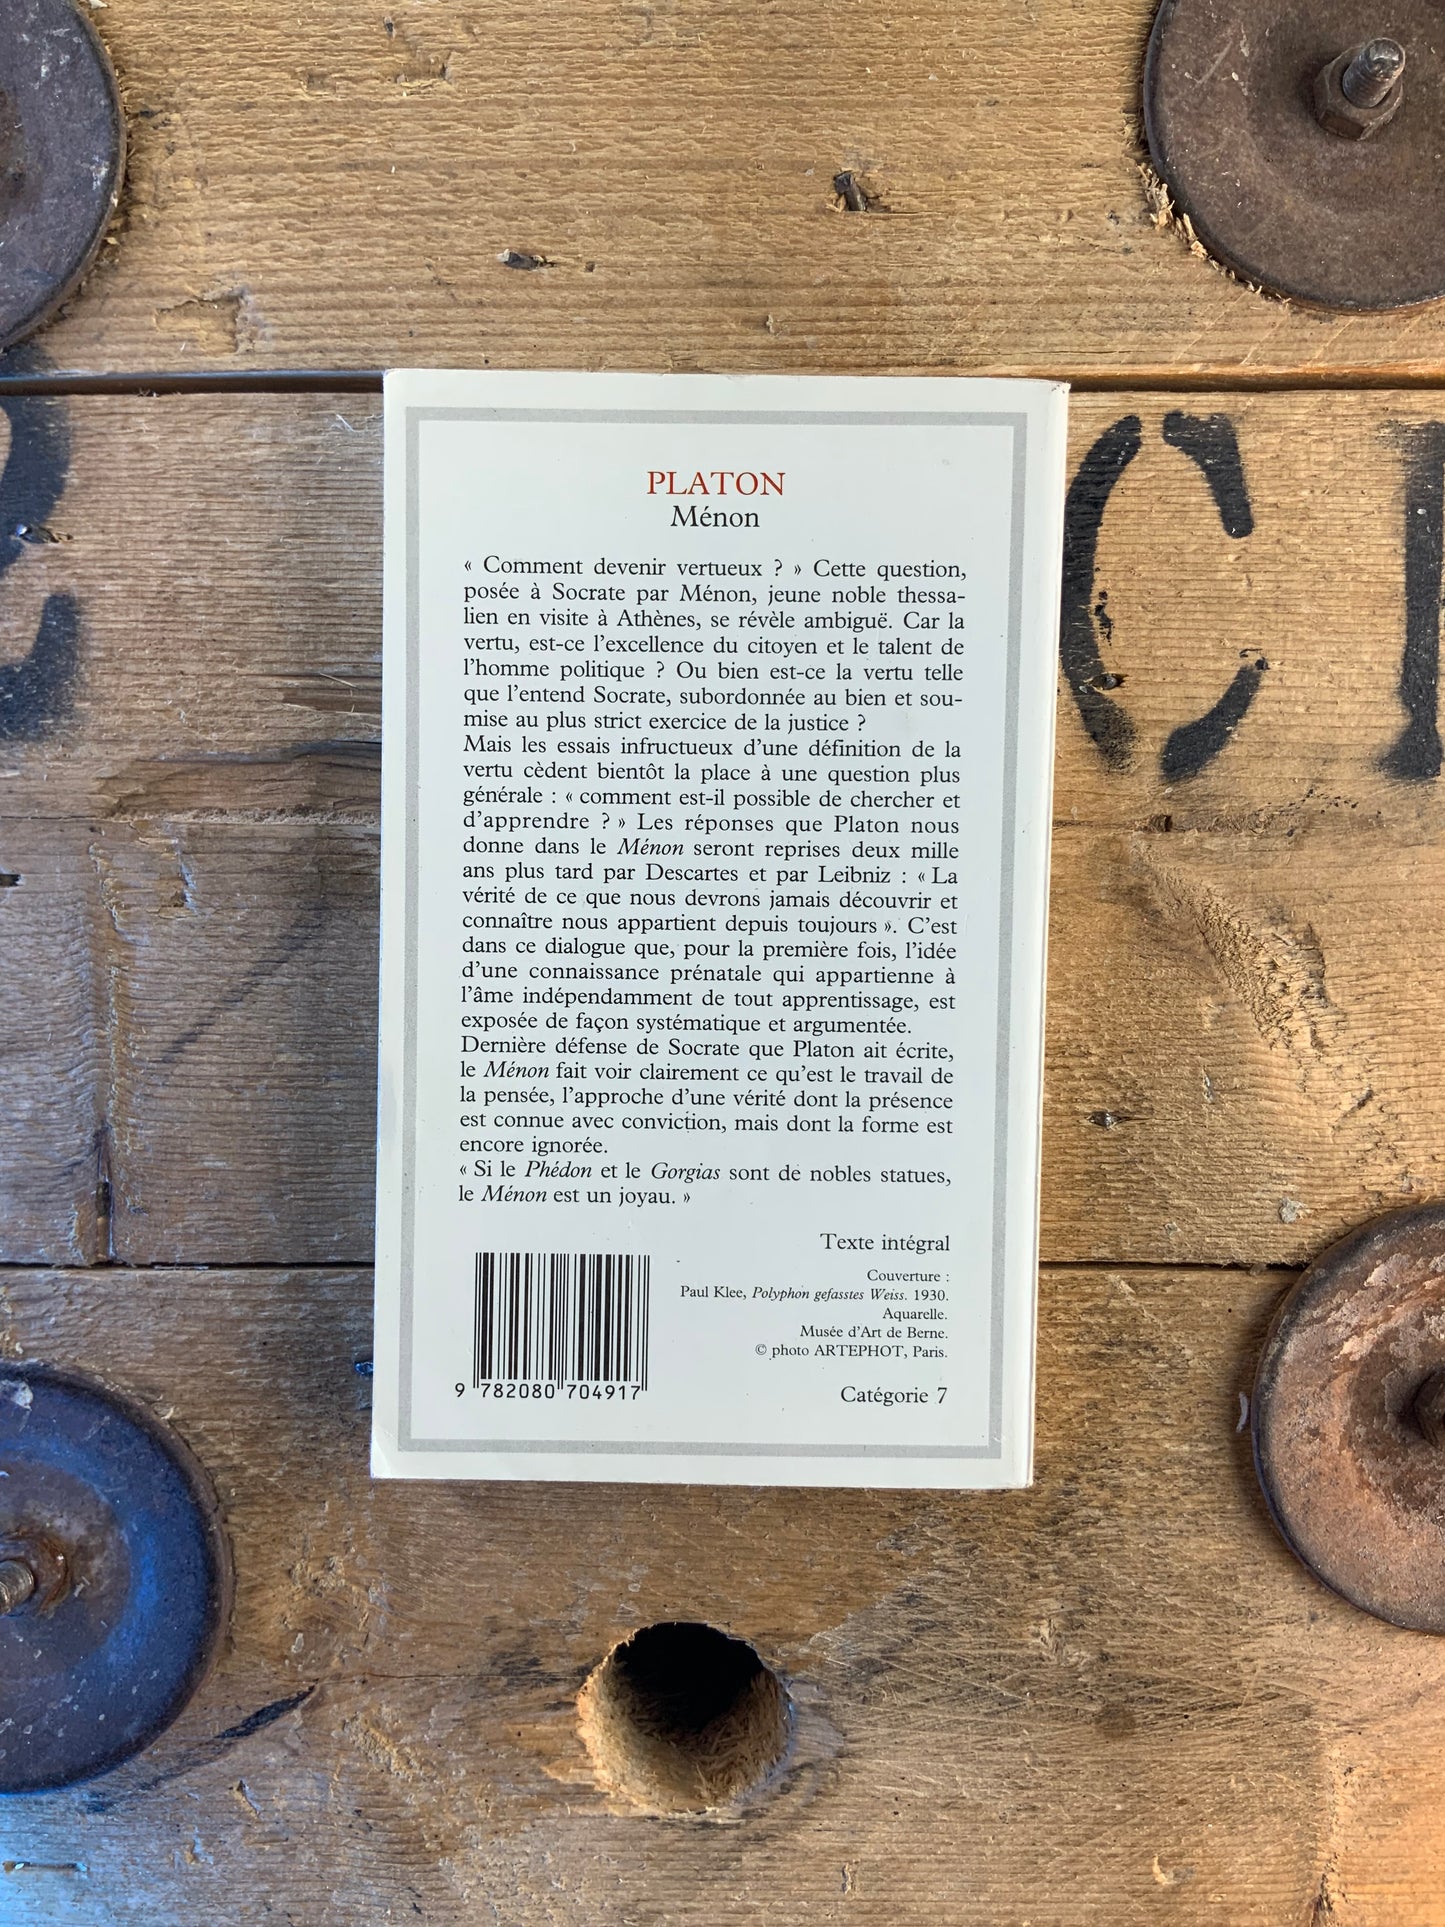 PLATON
Ménon
« Comment devenir vertueux ? » Cette question,
posée à Socrate par Ménon, jeune noble thessa-
lien en visite à Athènes, se révèle ambiguë. Car la
vertu, est-ce l'excellence du citoyen et le talent de
l'homme politique ? Ou bien est-ce la vertu telle
que l'entend Socrate, subordonnée au bien et sou-
mise au plus strict exercice de la justice ?
Mais les essais infructueux d'une définition de la
vertu cèdent bientôt la place à une question plus
générale : « comment est-il possible de chercher et
d'apprendre ? » Les réponses que Platon nous
donne dans le Ménon seront reprises deux mille
ans plus tard par Descartes et par Leibniz : « La
vérité de ce que nous devrons jamais découvrir et
connaître nous appartient depuis toujours ». C'est
dans ce dialogue que, pour la première fois, l'idée
d'une connaissance prénatale qui appartienne à
l'âme indépendamment de tout apprentissage, est
exposée de façon systématique et argumentée.
Dernière défense de Socrate que Platon ait écrite,
le Ménon fait voir clairement ce qu'est le travail de
la pensée, l'approche d'une vérité dont la présence
est connue avec conviction, mais dont la forme est
encore ignorée.
« Si le Phédon et le Gorgias sont de nobles statues,
le Ménon est un joyau. »
Texte intégral
Couverture :
Paul Klee, Polyphon gefasstes Weiss. 1930.
Aquarelle.
Musée d'Art de Berne.
© photo ARTEPHOT, Paris.
9 782080 704917
Catégorie 7
C